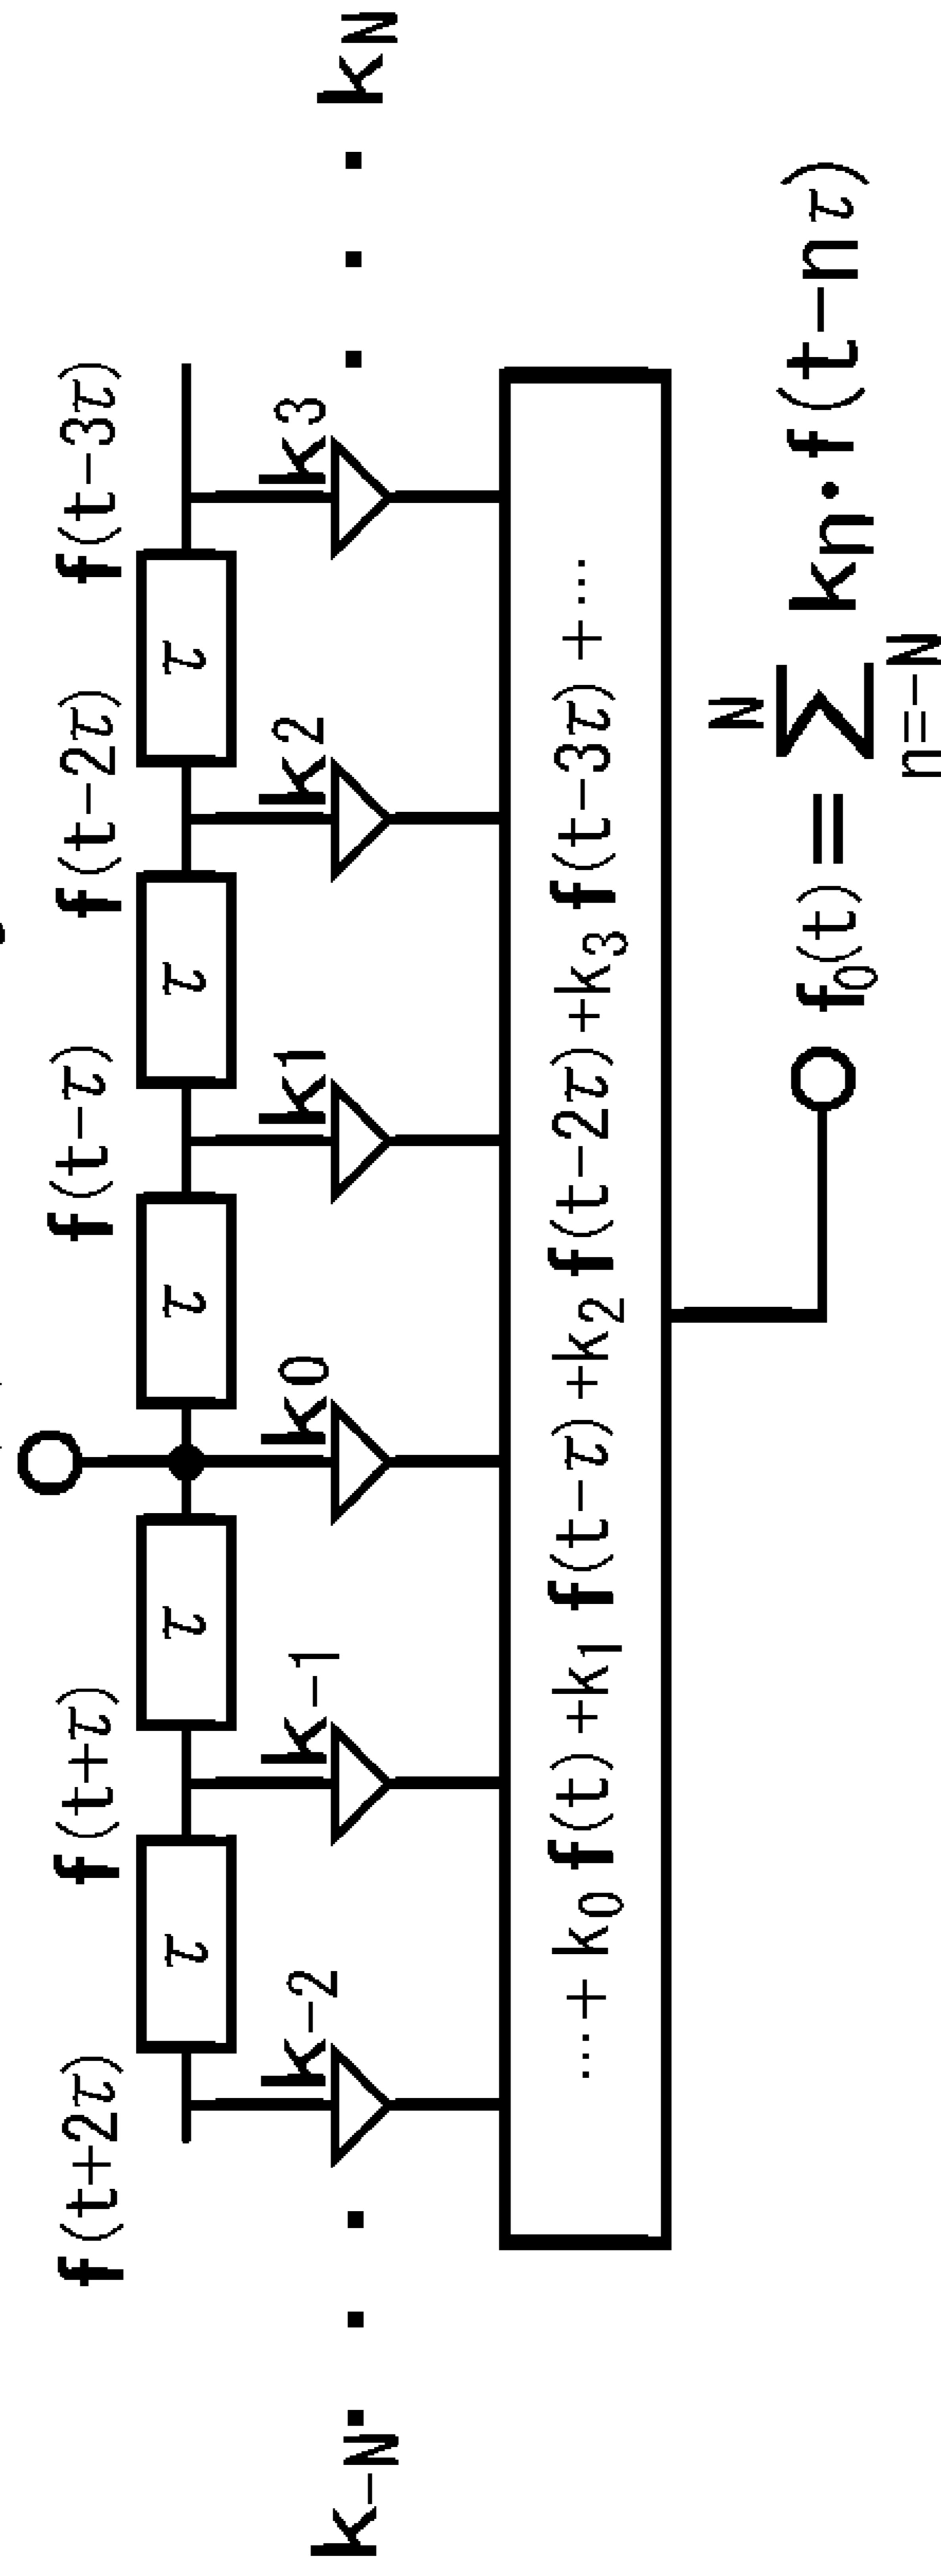 f(t+2τ) f(t+τ) f(t-τ) f(t-2τ) f(t-3τ)
τ τ τ τ τ
k-2 k-1 k0 k1 k2 k3
k-N · · · · · · kN
...+k0 f(t)+k1 f(t-τ)+k2 f(t-2τ)+k3 f(t-3τ)+...
f0(t) = N∑n=-N kn· f(t-nτ)